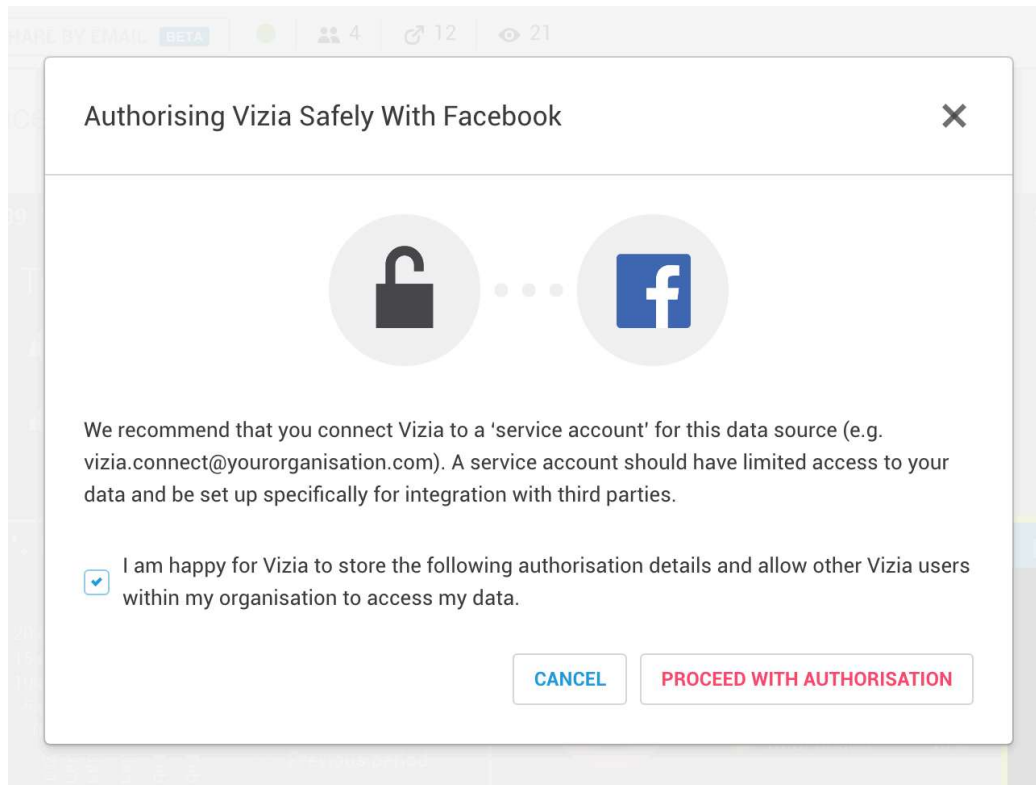 SHARE BY EMAIL BETA 4 12 21
Authorising Vizia Safely With Facebook
We recommend that you connect Vizia to a ‘service account’ for this data source (e.g.
vizia.connect@yourorganisation.com). A service account should have limited access to your
data and be set up specifically for integration with third parties.
I am happy for Vizia to store the following authorisation details and allow other Vizia users
within my organisation to access my data.
CANCEL PROCEED WITH AUTHORISATION